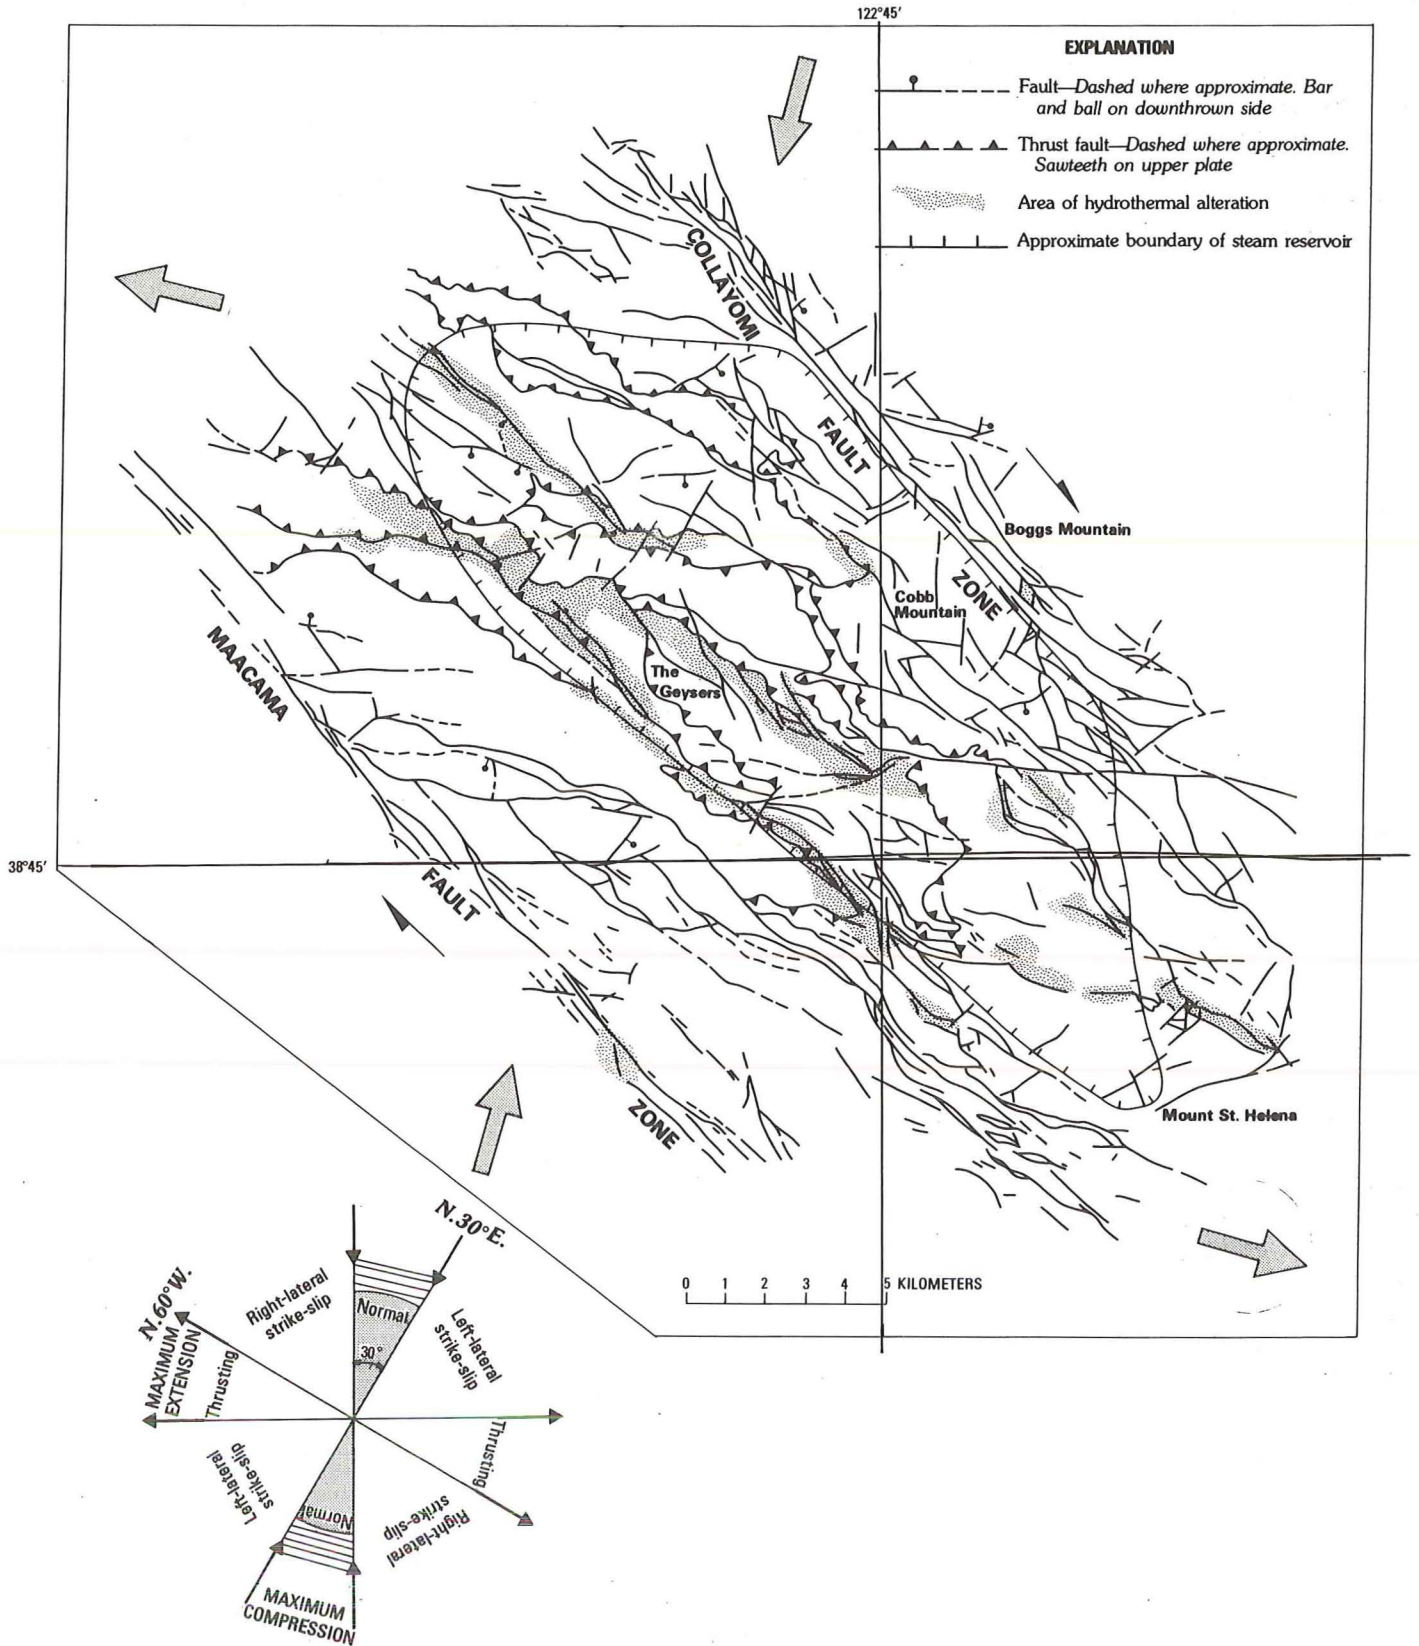 122°45′
EXPLANATION
Fault—Dashed where approximate. Bar
and ball on downthrown side
Thrust fault—Dashed where approximate.
Sawteeth on upper plate
Area of hydrothermal alteration
Approximate boundary of steam reservoir
COLLAYOMI
FAULT
ZONE
Boggs Mountain
Cobb
Mountain
The
Geysers
MAACAMA
FAULT
ZONE
38°45′
Mount St. Helena
0 1 2 3 4 5 KILOMETERS
N.30°E.
N.60°W.
Right-lateral
strike-slip
Normal
30°
Left-lateral
strike-slip
MAXIMUM
EXTENSION
Thrusting
Thrusting
Left-lateral
strike-slip
Normal
Right-lateral
strike-slip
MAXIMUM
COMPRESSION